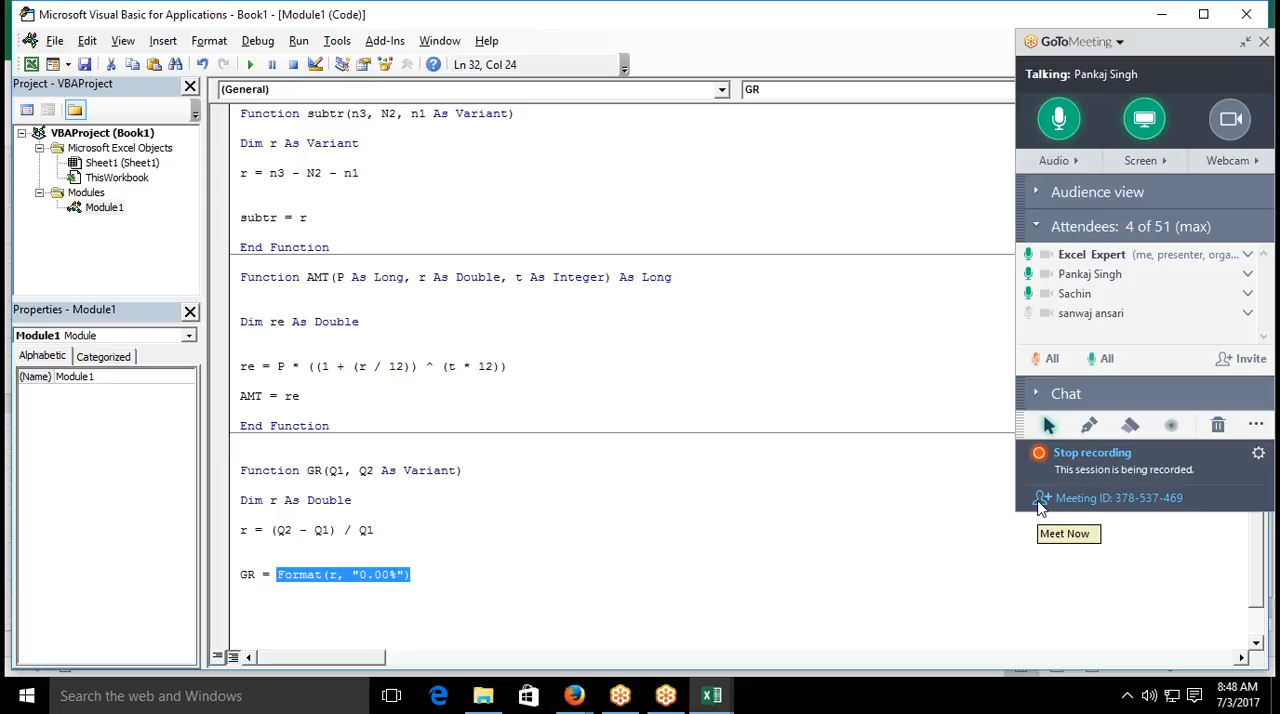 Microsoft Visual Basic for Applications - Book1 - [Module1 (Code)]
File Edit View Insert Format Debug Run Tools Add-Ins Window Help
Ln 32, Col 24
Project - VBAProject
VBAProject (Book1)
Microsoft Excel Objects
Sheet1 (Sheet1)
ThisWorkbook
Modules
Module1
Properties - Module1
Module1 Module
Alphabetic Categorized
(Name) Module1
(General) GR
Function subtr(n3, N2, n1 As Variant)
Dim r As Variant
r = n3 - N2 - n1
subtr = r
End Function
Function AMT(P As Long, r As Double, t As Integer) As Long
Dim re As Double
re = P * ((1 + (r / 12)) ^ (t * 12))
AMT = re
End Function
Function GR(Q1, Q2 As Variant)
Dim r As Double
r = (Q2 - Q1) / Q1
GR = Format(r, "0.00%")
GoToMeeting
Talking: Pankaj Singh
Audio Screen Webcam
Audience view
Attendees: 4 of 51 (max)
Excel Expert (me, presenter, orga...
Pankaj Singh
Sachin
sanwaj ansari
All All Invite
Chat
Stop recording
This session is being recorded.
Meeting ID: 378-537-469
Meet Now
Search the web and Windows
8:48 AM
7/3/2017